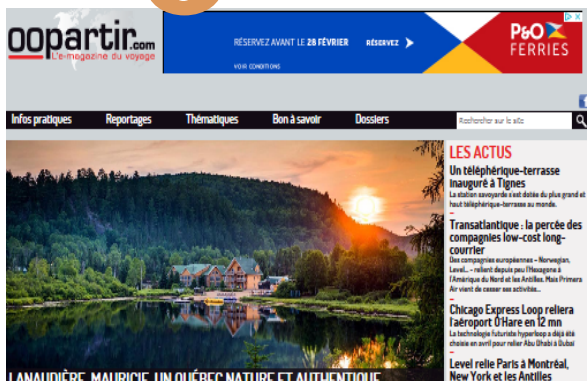 oopartir.com
L'e-magazine du voyage
RÉSERVEZ AVANT LE 28 FÉVRIER RÉSERVEZ
VOIR CONDITIONS
P&O
FERRIES
Infos pratiques Reportages Thématiques Bon à savoir Dossiers Rechercher sur le site
LES ACTUS
Un téléphérique-terrasse
inauguré à Tignes
La station savoyarde s'est dotée du plus grand et
haut téléphérique-terrasse au monde.
Transatlantique : la percée des
compagnies low-cost long-
courrier
Des compagnies européennes – Norwegian,
Level... – relient depuis peu l'Hexagone à
l'Amérique du Nord et les Antilles. Mais Primera
Air vient de cesser ses activités...
Chicago Express Loop reliera
l'aéroport O'Hare en 12 mn
La technologie futuriste hyperloop a déjà été
choisie en avril pour relier Abu Dhabi à Dubaï
Level relie Paris à Montréal,
New York et les Antilles
LANAUDIÈRE, MAURICIE, UN QUÉBEC NATURE ET AUTHENTIQUE